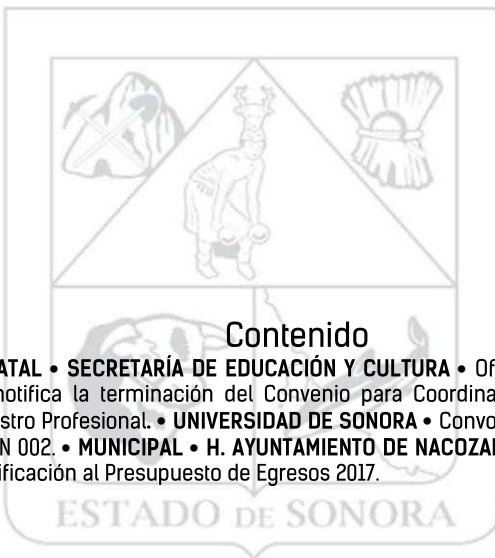 Contenido
ATAL • SECRETARÍA DE EDUCACIÓN Y CULTURA • Of
notifica la terminación del Convenio para Coordina
stro Profesional. • UNIVERSIDAD DE SONORA • Convo
N 002. • MUNICIPAL • H. AYUNTAMIENTO DE NACOZA
ificación al Presupuesto de Egresos 2017.
ESTADO DE SONORA